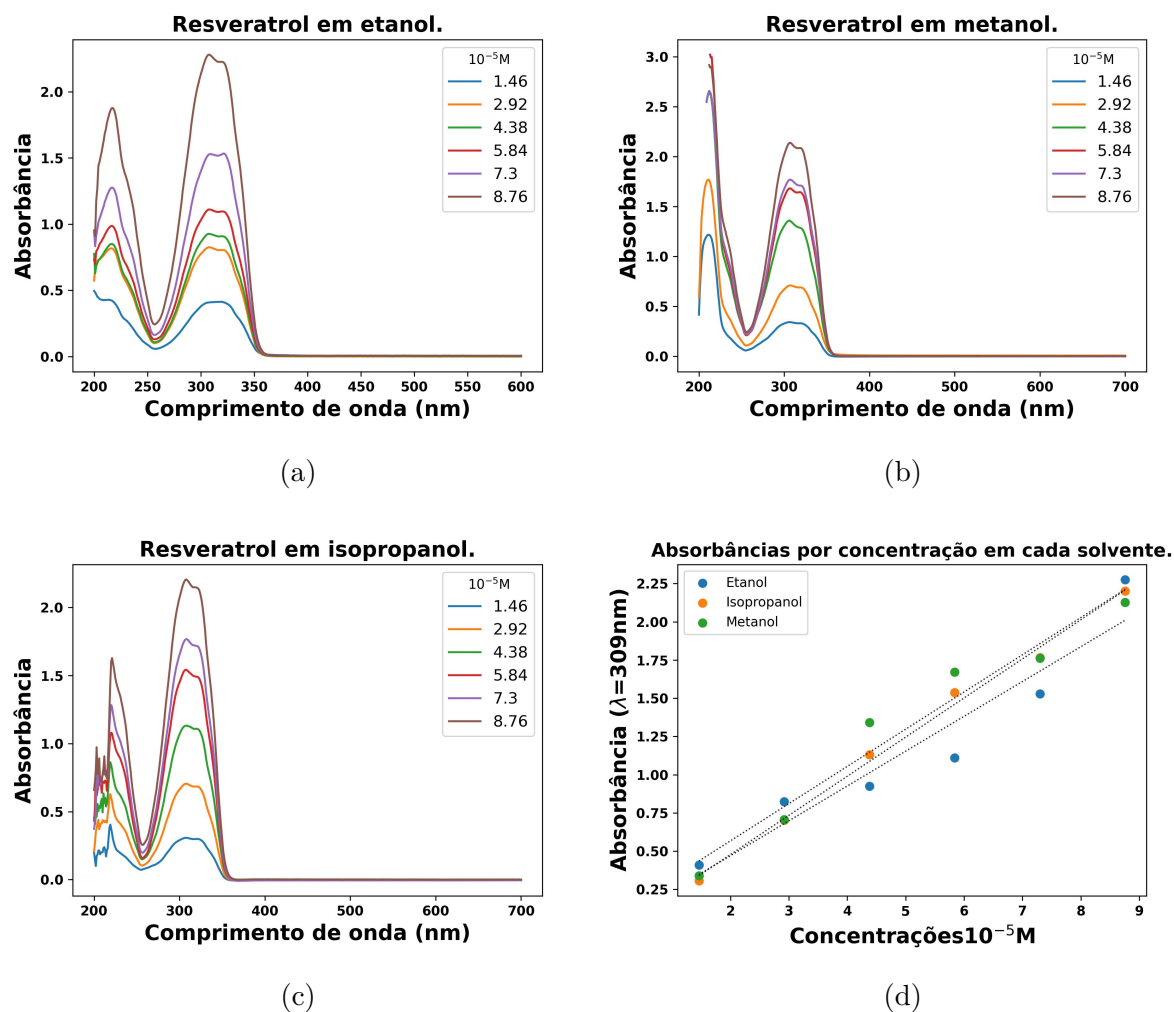 Resveratrol em etanol.
Absorbância
2.0
1.5
1.0
0.5
0.0
10⁻⁵M
1.46
2.92
4.38
5.84
7.3
8.76
200 250 300 350 400 450 500 550 600
Comprimento de onda (nm)
(a)
Resveratrol em metanol.
Absorbância
3.0
2.5
2.0
1.5
1.0
0.5
0.0
10⁻⁵M
1.46
2.92
4.38
5.84
7.3
8.76
200 300 400 500 600 700
Comprimento de onda (nm)
(b)
Resveratrol em isopropanol.
Absorbância
2.0
1.5
1.0
0.5
0.0
10⁻⁵M
1.46
2.92
4.38
5.84
7.3
8.76
200 300 400 500 600 700
Comprimento de onda (nm)
(c)
Absorbâncias por concentração em cada solvente.
Absorbância (λ=309nm)
2.25
2.00
1.75
1.50
1.25
1.00
0.75
0.50
0.25
Etanol
Isopropanol
Metanol
2 3 4 5 6 7 8 9
Concentrações10⁻⁵M
(d)